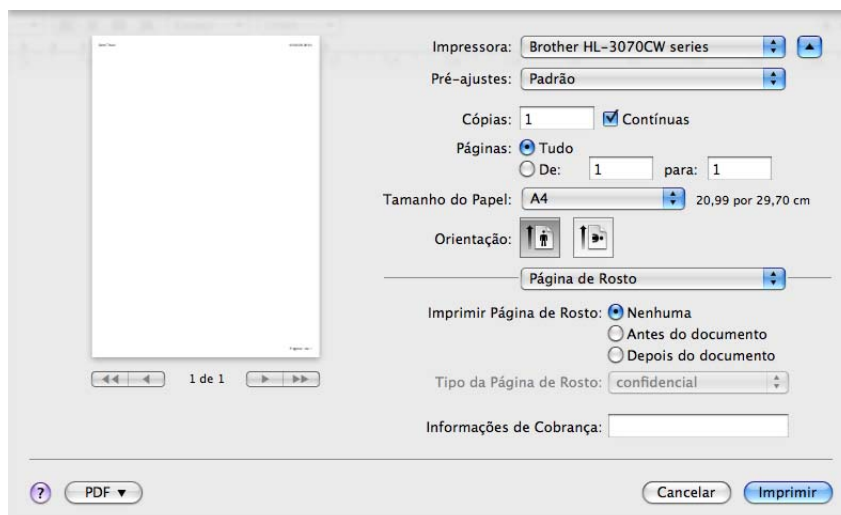 Impressora: Brother HL-3070CW series
Pré-ajustes: Padrão
Cópias: 1 Contínuas
Páginas: Tudo
De: 1 para: 1
Tamanho do Papel: A4 20,99 por 29,70 cm
Orientação:
Página de Rosto
Imprimir Página de Rosto: Nenhuma
Antes do documento
Depois do documento
1 de 1
Tipo da Página de Rosto: confidencial
Informações de Cobrança:
? PDF
Cancelar
Imprimir